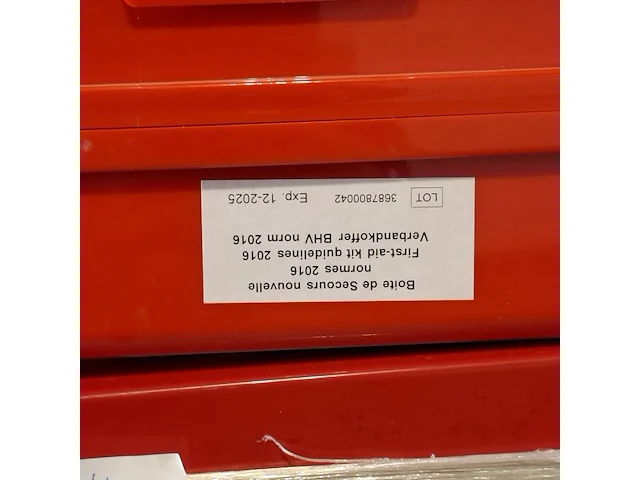 Boite de Secours nouvelle
normes 2016
First-aid kit quidelines 2016
Verbandkoffer BHV norm 2016
LOT 3687800042 Exp. 12-2025